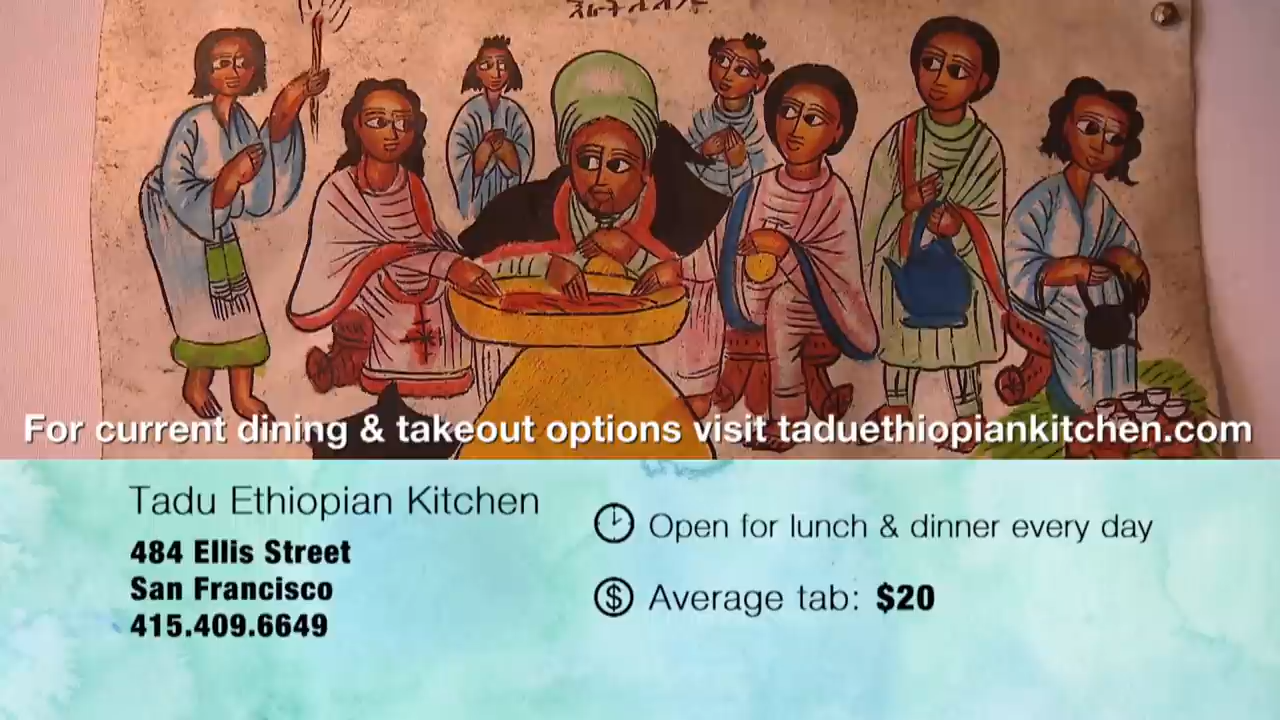 For current dining & takeout options visit taduethiopiankitchen.com
Tadu Ethiopian Kitchen
484 Ellis Street
San Francisco
415.409.6649
Open for lunch & dinner every day
Average tab: $20